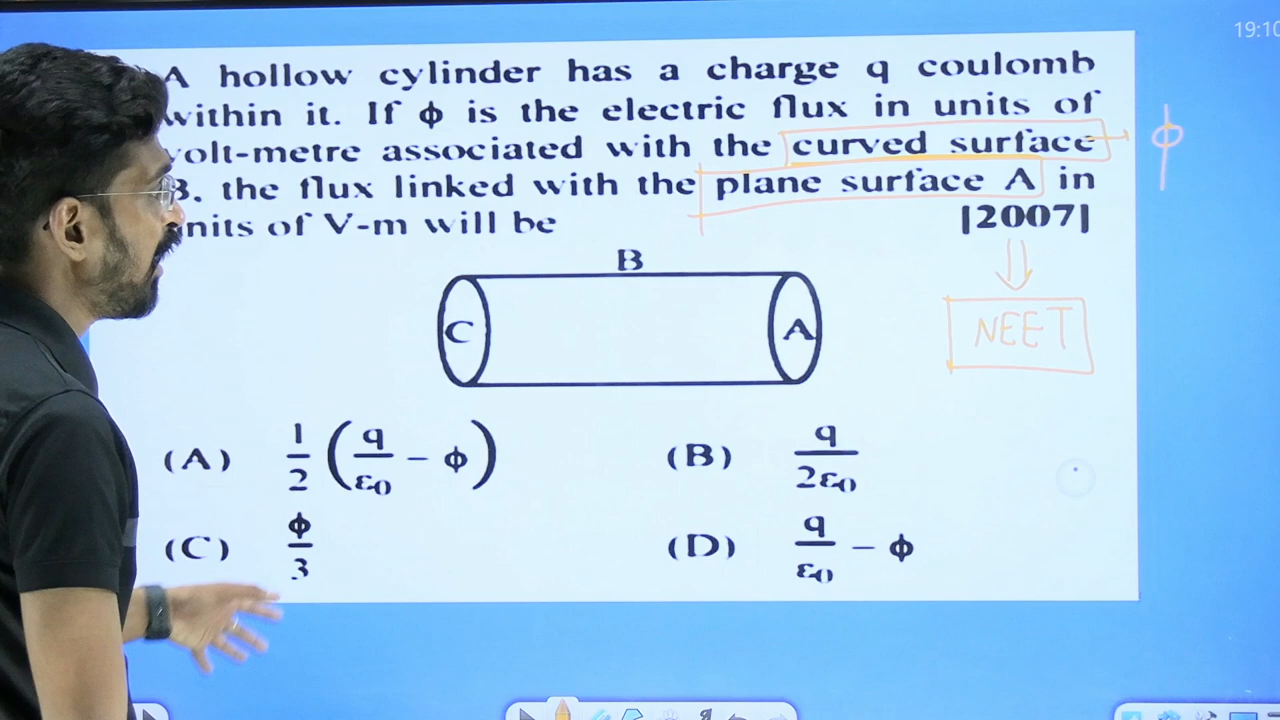 19:10
A hollow cylinder has a charge q coulomb
within it. If ϕ is the electric flux in units of
volt-metre associated with the curved surface
B. the flux linked with the plane surface A in
units of V-m will be [2007]
ϕ
NEET
B
C A
(A) 1/2 (q/ε0 − ϕ) (B) q/2ε0
(C) ϕ/3 (D) q/ε0 − ϕ